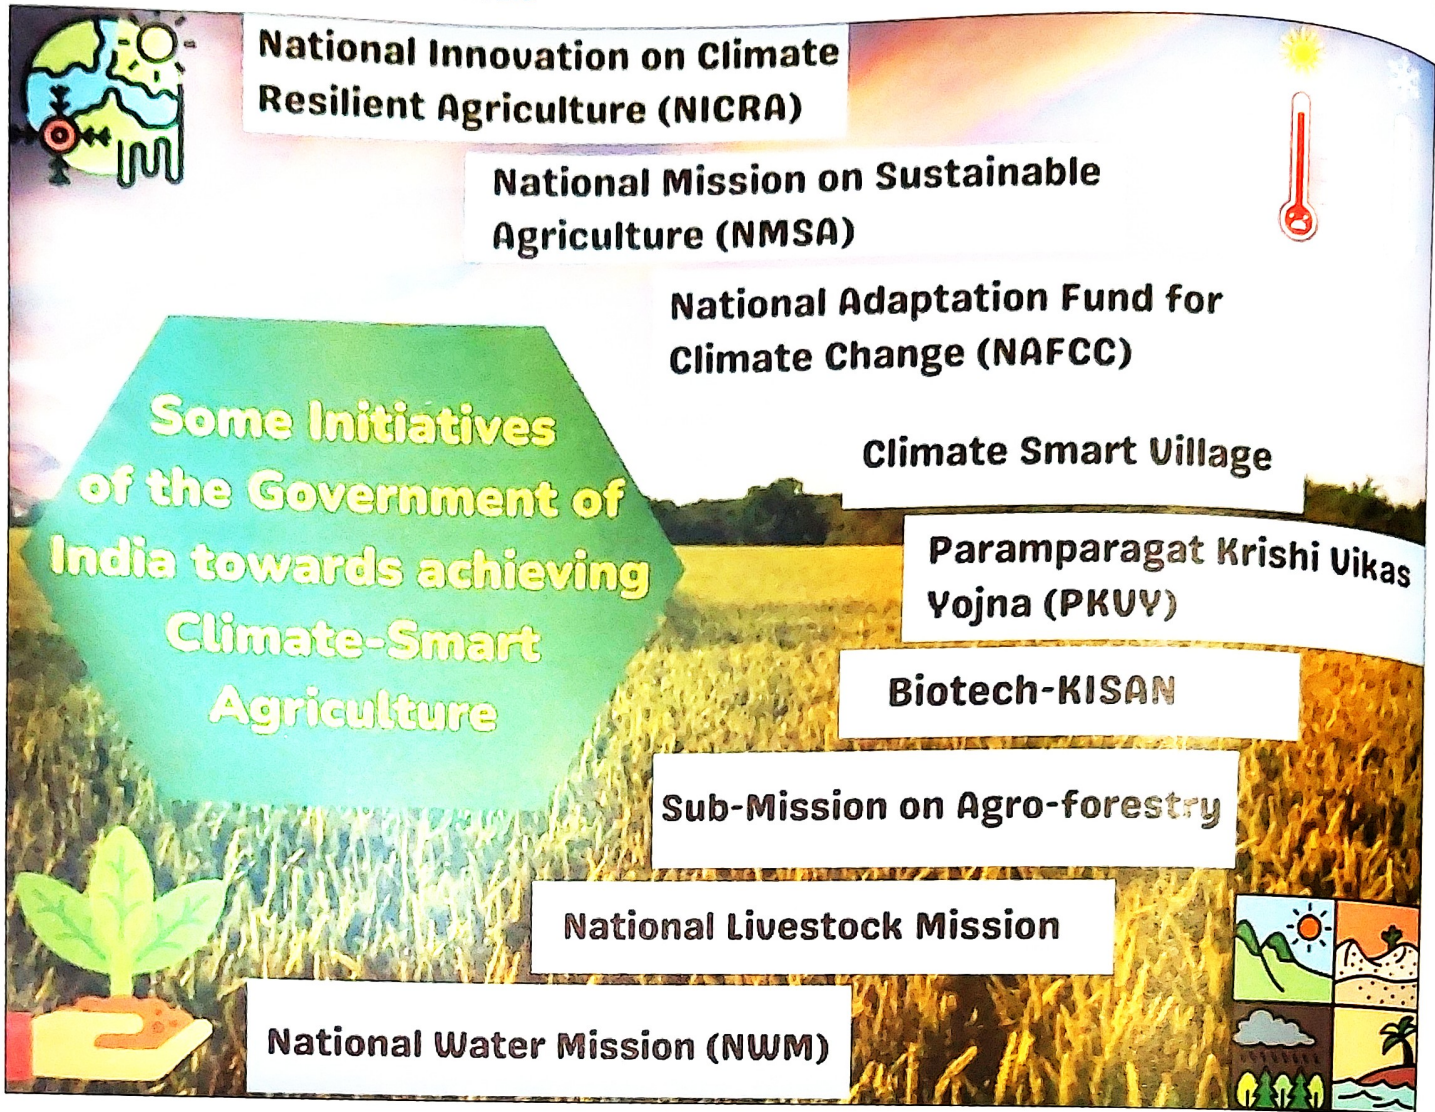 National Innovation on Climate
Resilient Agriculture (NICRA)
National Mission on Sustainable
Agriculture (NMSA)
National Adaptation Fund for
Climate Change (NAFCC)
Climate Smart Village
Paramparagat Krishi Vikas
Yojna (PKVY)
Biotech-KISAN
Sub-Mission on Agro-forestry
National Livestock Mission
National Water Mission (NWM)
Some Initiatives
of the Government of
India towards achieving
Climate-Smart
Agriculture